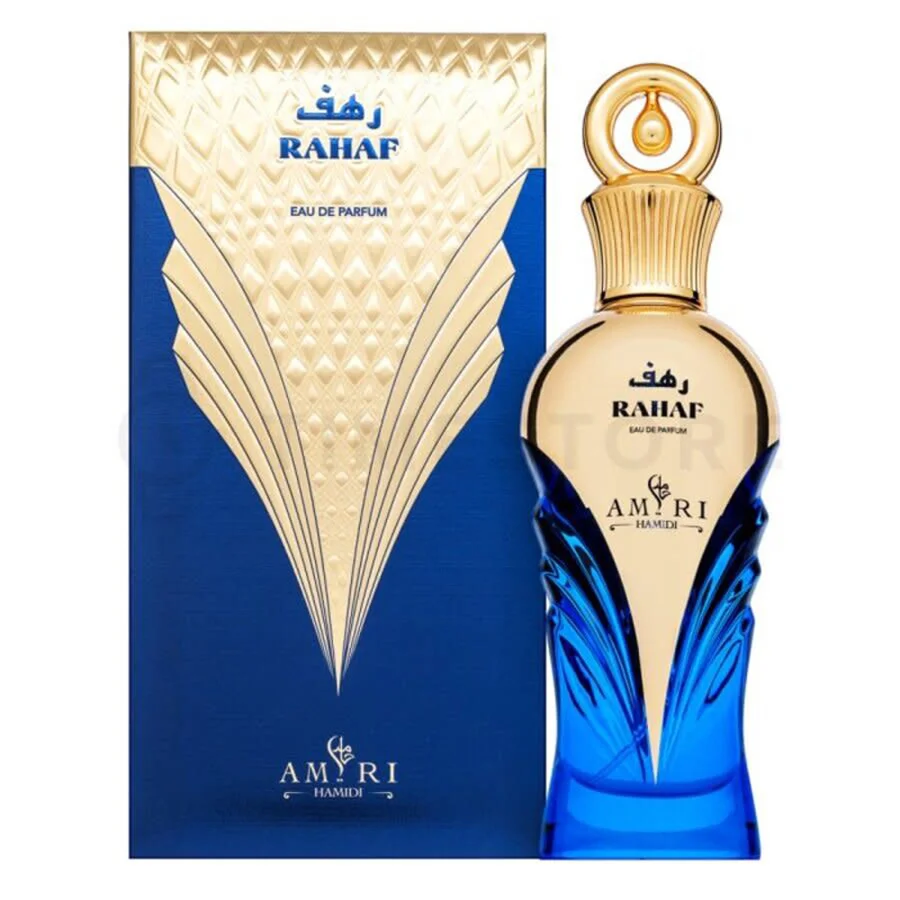 رهف
RAHAF
EAU DE PARFUM
AMIRI
HAMIDI
رهف
RAHAF
EAU DE PARFUM
AMIRI
HAMIDI